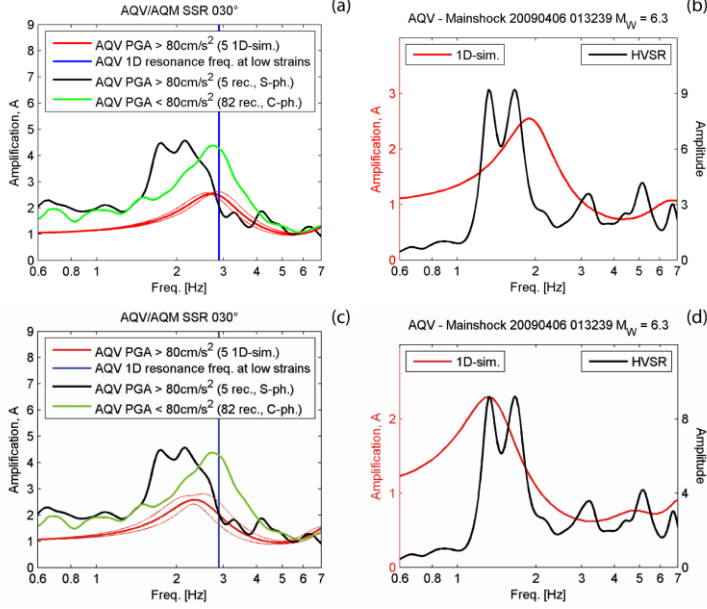 AQV/AQM SSR 030°
(a)
AQV PGA > 80cm/s² (5 1D-sim.)
AQV 1D resonance freq. at low strains
AQV PGA > 80cm/s² (5 rec., S-ph.)
AQV PGA < 80cm/s² (82 rec., C-ph.)
Amplification, A
9
8
7
6
5
4
3
2
1
0
0.6 0.8 1 2 3 4 5 6 7
Freq. [Hz]
(b)
AQV - Mainshock 20090406 013239 M_W = 6.3
1D-sim.
HVSR
Amplification, A
3
2
1
0
9
6
3
0
Amplitude
0.6 0.8 1 2 3 4 5 6 7
Freq. [Hz]
AQV/AQM SSR 030°
(c)
AQV PGA > 80cm/s² (5 1D-sim.)
AQV 1D resonance freq. at low strains
AQV PGA > 80cm/s² (5 rec., S-ph.)
AQV PGA < 80cm/s² (82 rec., C-ph.)
Amplification, A
9
8
7
6
5
4
3
2
1
0
0.6 0.8 1 2 3 4 5 6 7
Freq. [Hz]
(d)
AQV - Mainshock 20090406 013239 M_W = 6.3
1D-sim.
HVSR
Amplification, A
2
1
0
8
4
0
Amplitude
0.6 0.8 1 2 3 4 5 6 7
Freq. [Hz]